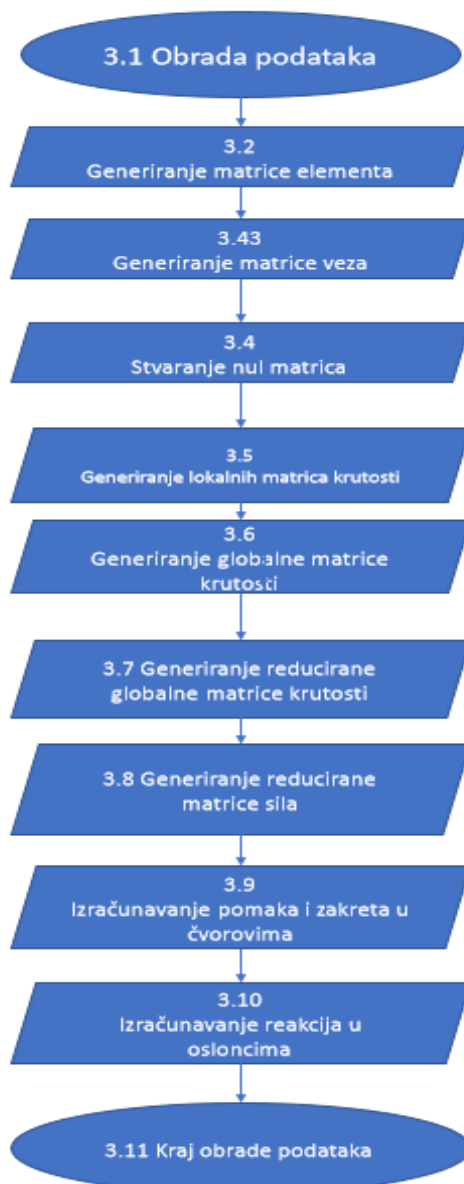 3.1 Obrada podataka
3.2
Generiranje matrice elementa
3.43
Generiranje matrice veza
3.4
Stvaranje nul matrica
3.5
Generiranje lokalnih matrica krutosti
3.6
Generiranje globalne matrice
krutosti
3.7 Generiranje reducirane
globalne matrice krutosti
3.8 Generiranje reducirane
matrice sila
3.9
Izračunavanje pomaka i zakreta u
čvorovima
3.10
Izračunavanje reakcija u
osloncima
3.11 Kraj obrade podataka